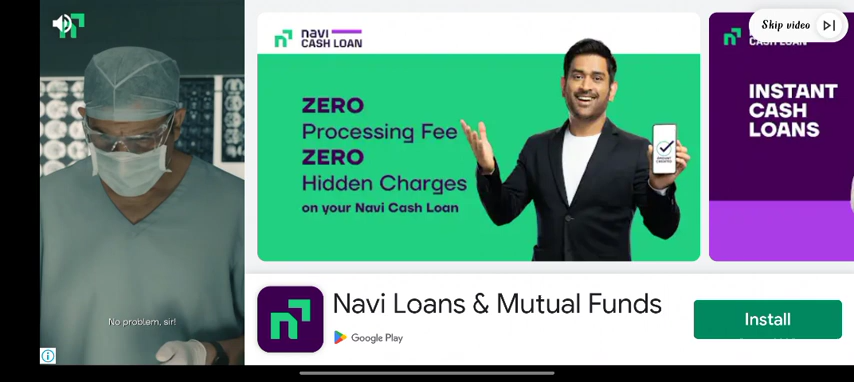 Skip video
navi
CASH LOAN
ZERO
Processing Fee
ZERO
Hidden Charges
on your Navi Cash Loan
CASH LOAN
INSTANT
CASH
LOANS
No problem, sir!
Navi Loans & Mutual Funds
Google Play
Install